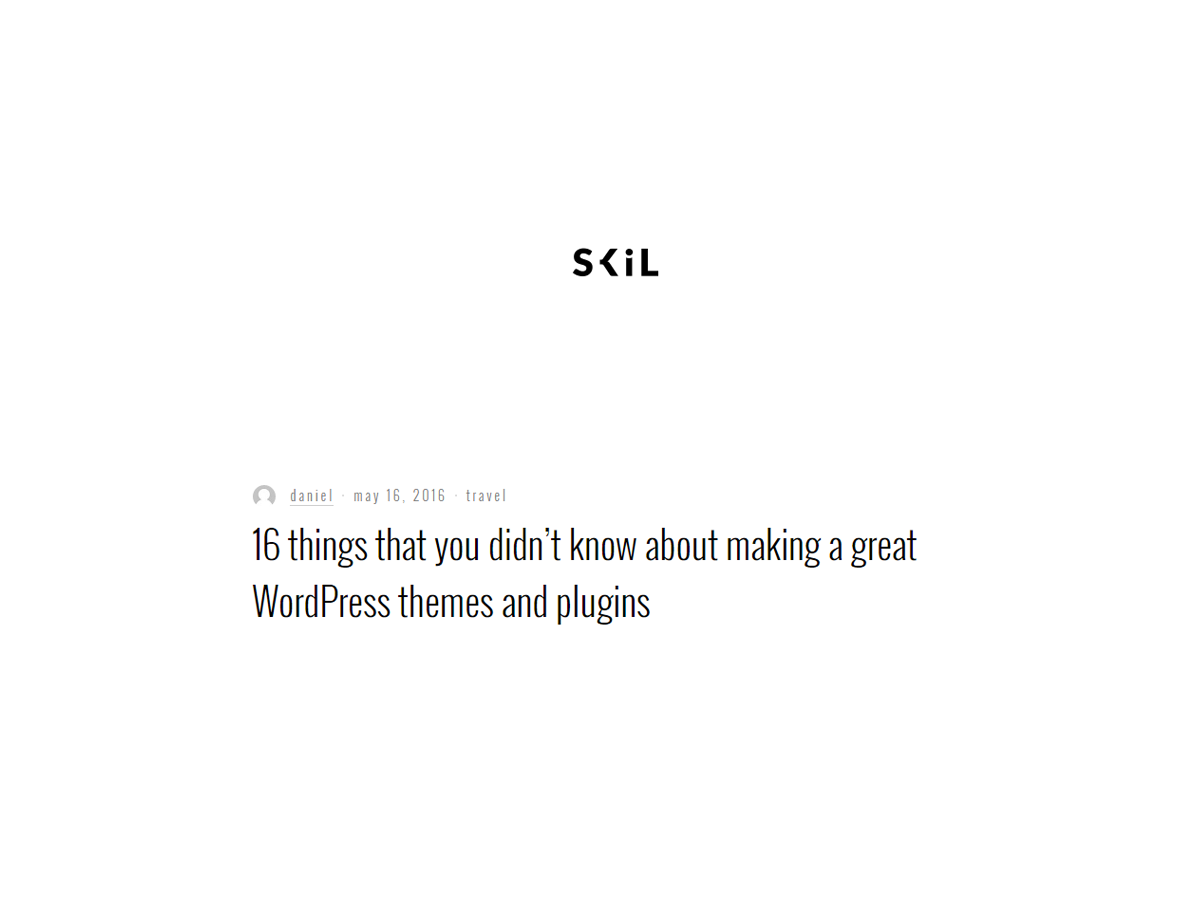 SKiL
daniel · may 16, 2016 · travel
16 things that you didn’t know about making a great
WordPress themes and plugins